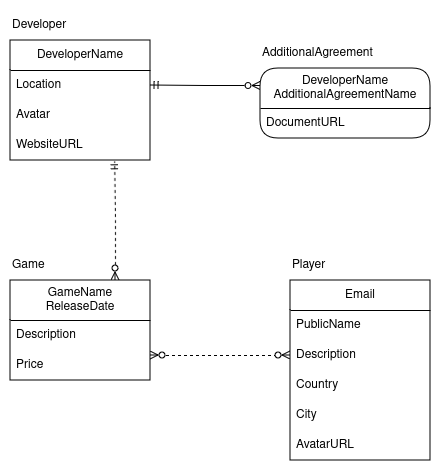 Developer
DeveloperName
Location
Avatar
WebsiteURL
AdditionalAgreement
DeveloperName
AdditionalAgreementName
DocumentURL
Game
GameName
ReleaseDate
Description
Price
Player
Email
PublicName
Description
Country
City
AvatarURL